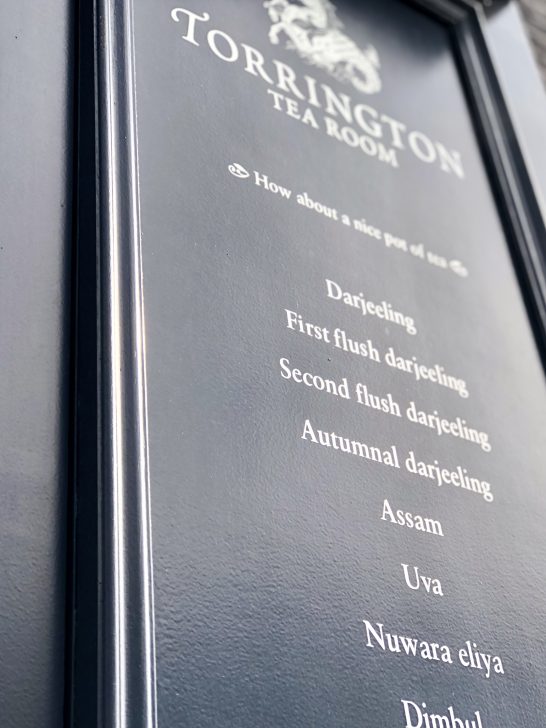 TORRINGTON
TEA ROOM
How about a nice pot of tea
Darjeeling
First flush darjeeling
Second flush darjeeling
Autumnal darjeeling
Assam
Uva
Nuwara eliya
Dimbul